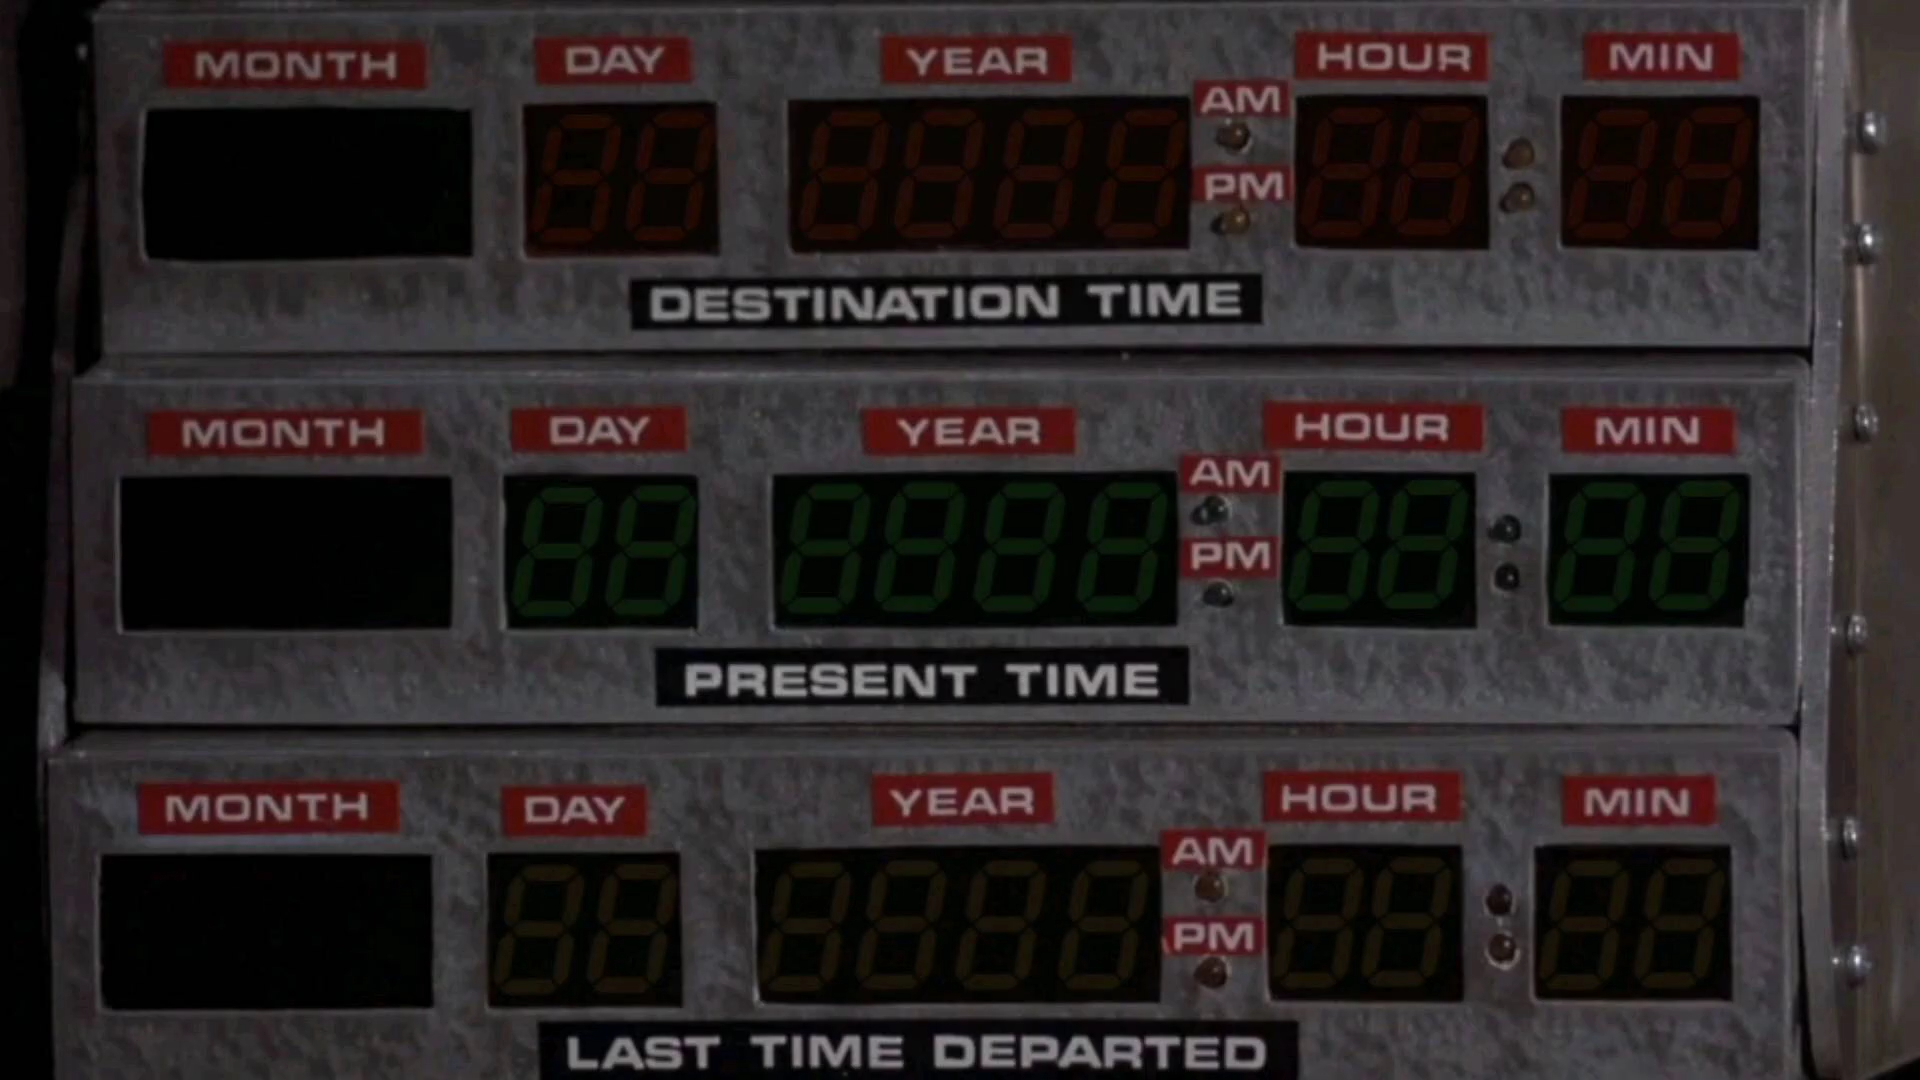 MONTH DAY YEAR HOUR MIN
AM
PM
DESTINATION TIME
MONTH DAY YEAR HOUR MIN
AM
PM
PRESENT TIME
MONTH DAY YEAR HOUR MIN
AM
PM
LAST TIME DEPARTED